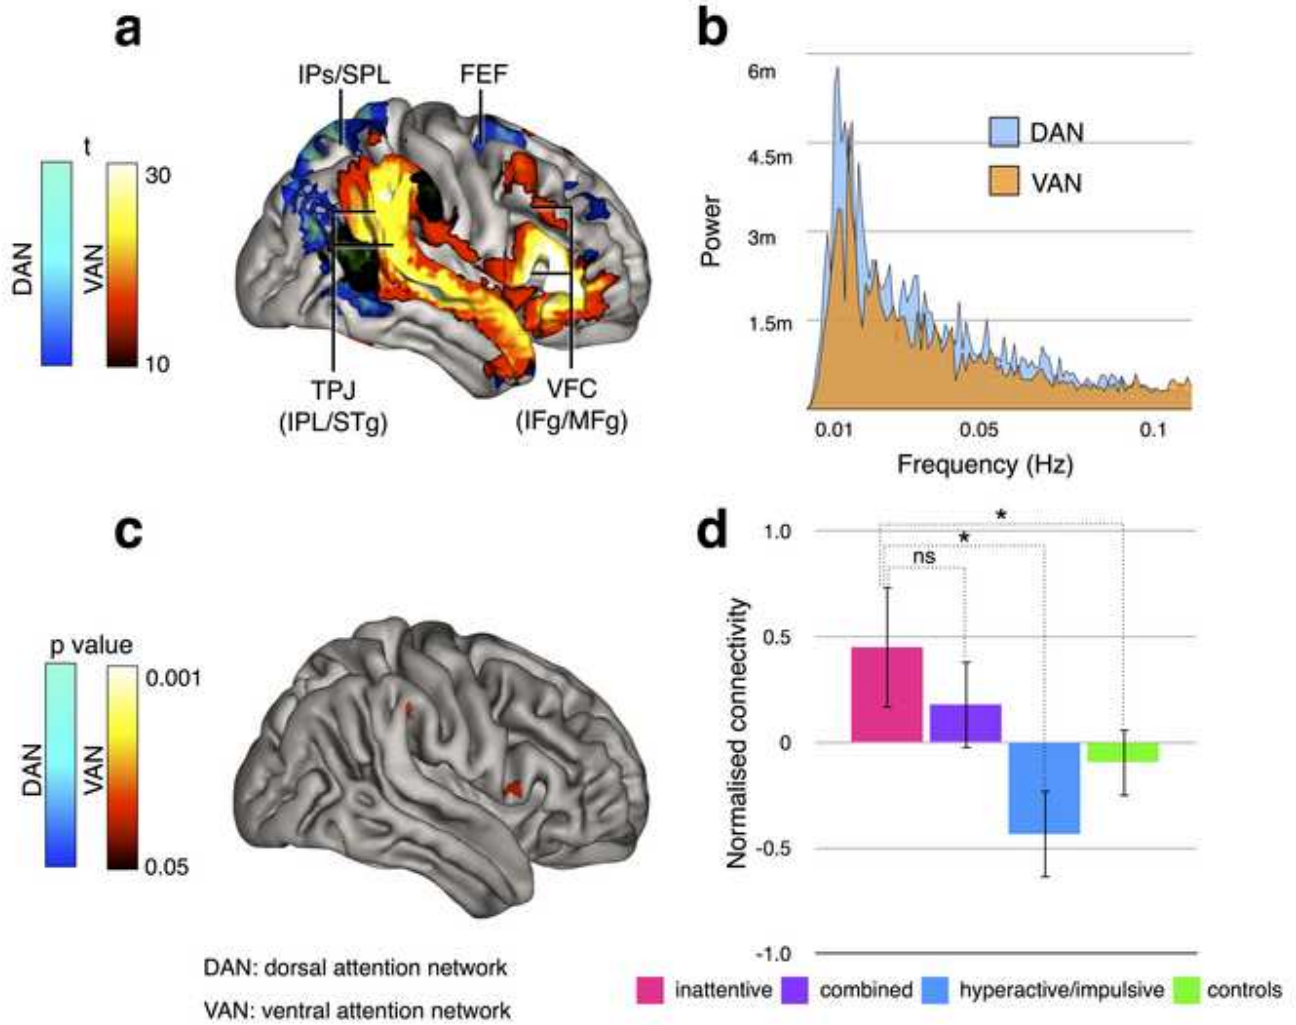 a
IPs/SPL
FEF
t
30
DAN
VAN
10
TPJ
(IPL/STg)
VFC
(IFg/MFg)
b
6m
4.5m
3m
1.5m
Power
DAN
VAN
0.01
0.05
0.1
Frequency (Hz)
c
p value
0.001
DAN
VAN
0.05
DAN: dorsal attention network
VAN: ventral attention network
d
1.0
0.5
0
-0.5
-1.0
Normalised connectivity
*
*
ns
inattentive
combined
hyperactive/impulsive
controls